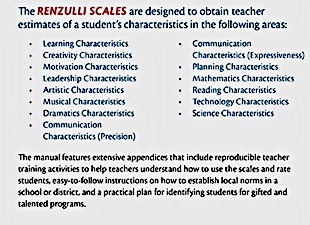 The RENZULLI SCALES are designed to obtain teacher
estimates of a student's characteristics in the following areas:
• Learning Characteristics
• Creativity Characteristics
• Motivation Characteristics
• Leadership Characteristics
• Artistic Characteristics
• Musical Characteristics
• Dramatics Characteristics
• Communication
Characteristics (Precision)
• Communication
Characteristics (Expressiveness)
• Planning Characteristics
• Mathematics Characteristics
• Reading Characteristics
• Technology Characteristics
• Science Characteristics
The manual features extensive appendices that include reproducible teacher
training activities to help teachers understand how to use the scales and rate
students, easy-to-follow instructions on how to establish local norms in a
school or district, and a practical plan for identifying students for gifted and
talented programs.